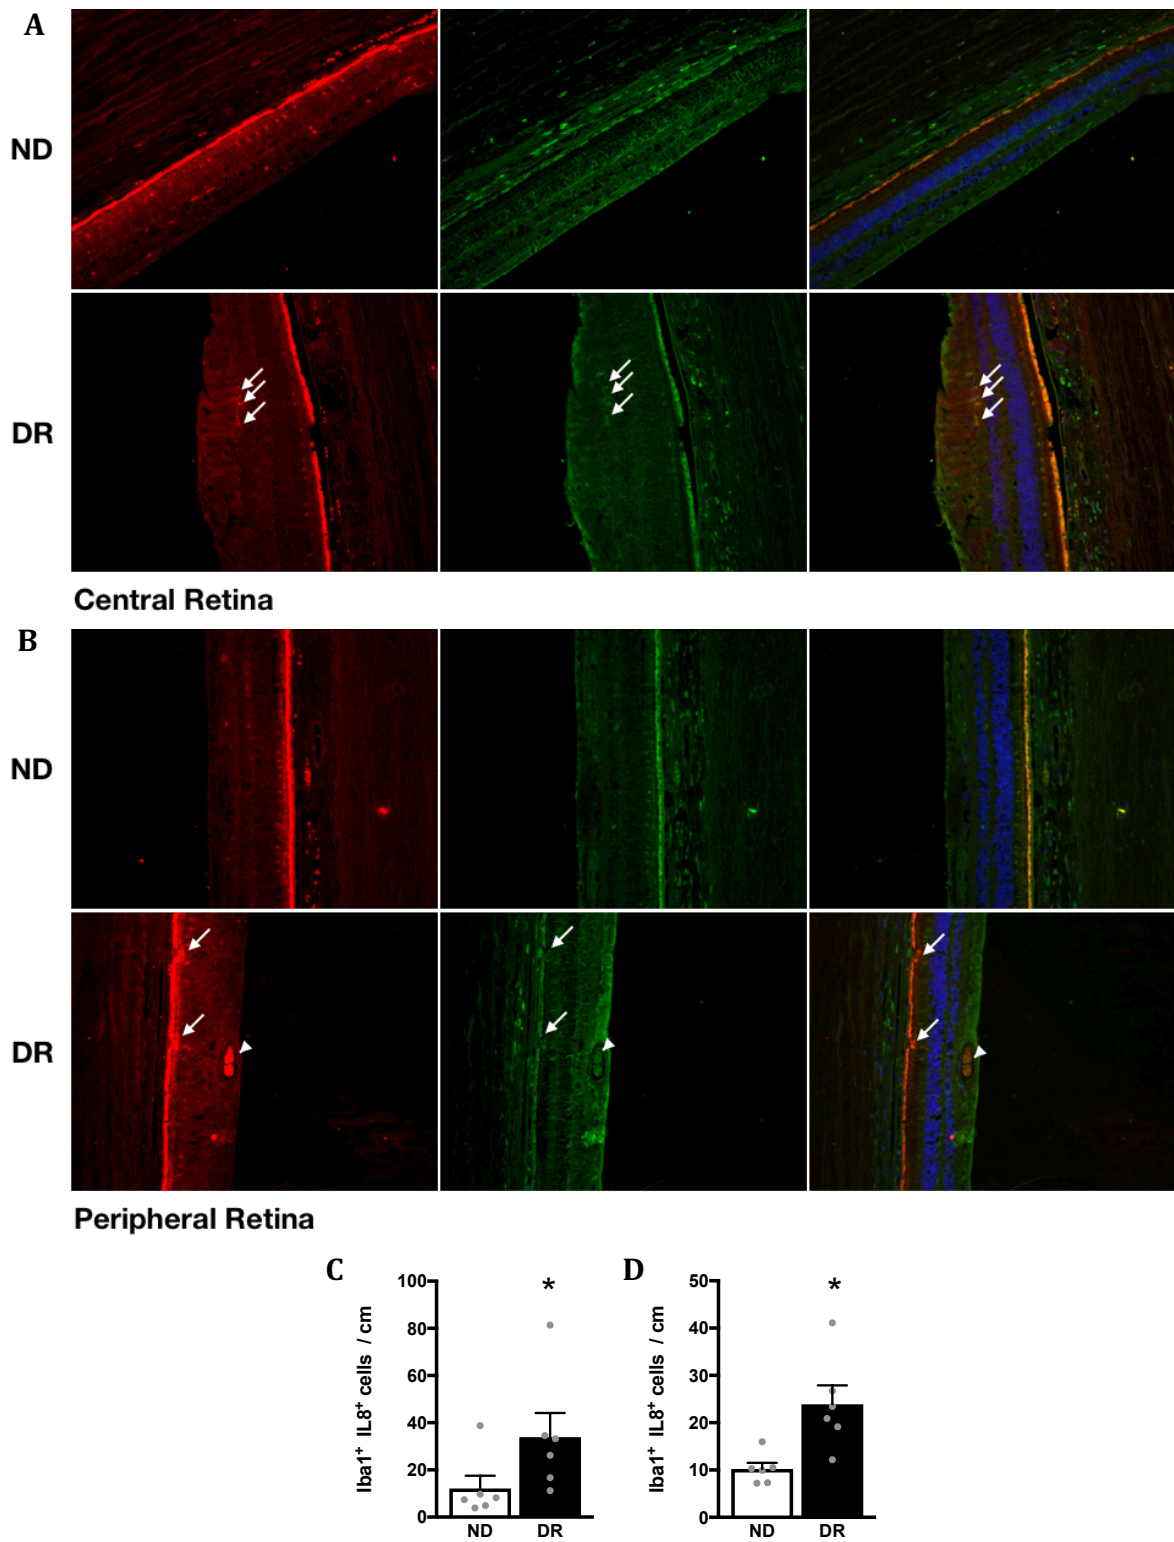 A
ND
DR
Central Retina
B
ND
DR
Peripheral Retina
C
Iba1⁺ IL8⁺ cells / cm
100
80
60
40
20
0
*
ND DR
D
Iba1⁺ IL8⁺ cells / cm
50
40
30
20
10
0
*
ND DR